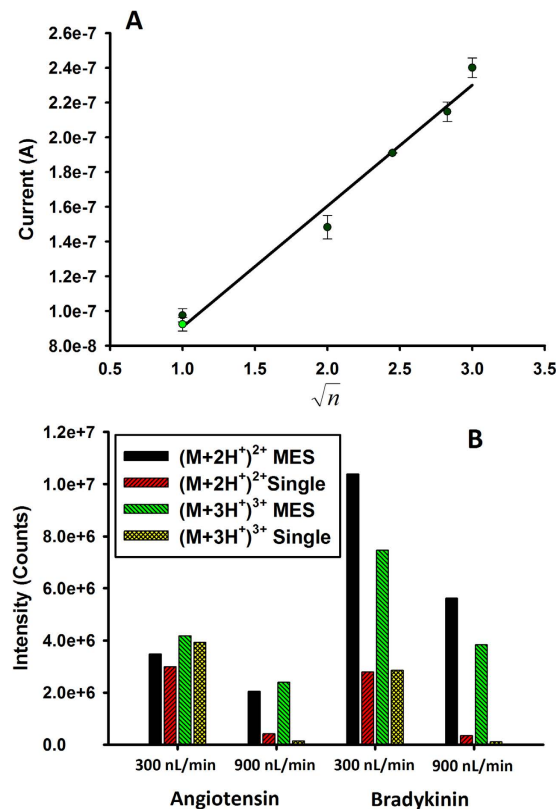 A
2.6e-7
2.4e-7
2.2e-7
2.0e-7
1.8e-7
1.6e-7
1.4e-7
1.2e-7
1.0e-7
8.0e-8
Current (A)
0.5 1.0 1.5 2.0 2.5 3.0 3.5
√n
B
1.2e+7
1.0e+7
8.0e+6
6.0e+6
4.0e+6
2.0e+6
0.0
Intensity (Counts)
(M+2H⁺)²⁺ MES
(M+2H⁺)²⁺Single
(M+3H⁺)³⁺ MES
(M+3H⁺)³⁺ Single
300 nL/min 900 nL/min 300 nL/min 900 nL/min
Angiotensin Bradykinin